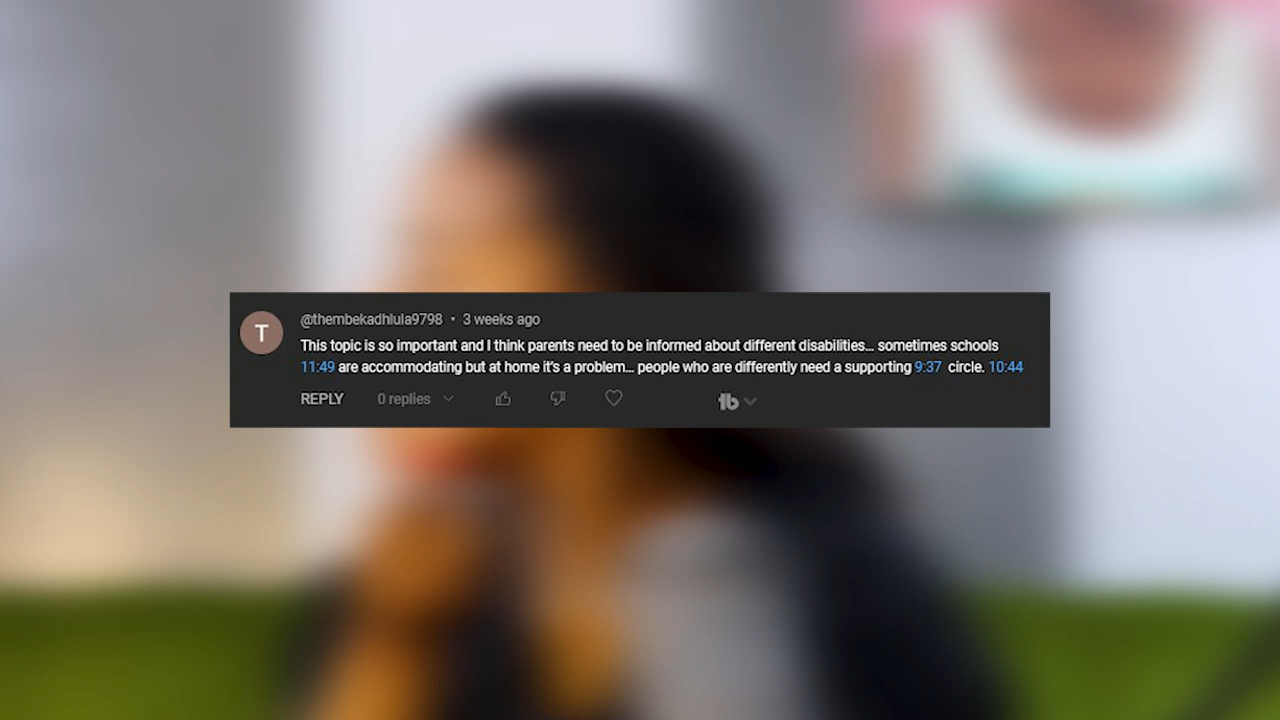 T
@thembekadhlula9798 • 3 weeks ago
This topic is so important and I think parents need to be informed about different disabilities... sometimes schools
11:49 are accommodating but at home it's a problem... people who are differently need a supporting 9:37 circle. 10:44
REPLY 0 replies
tb